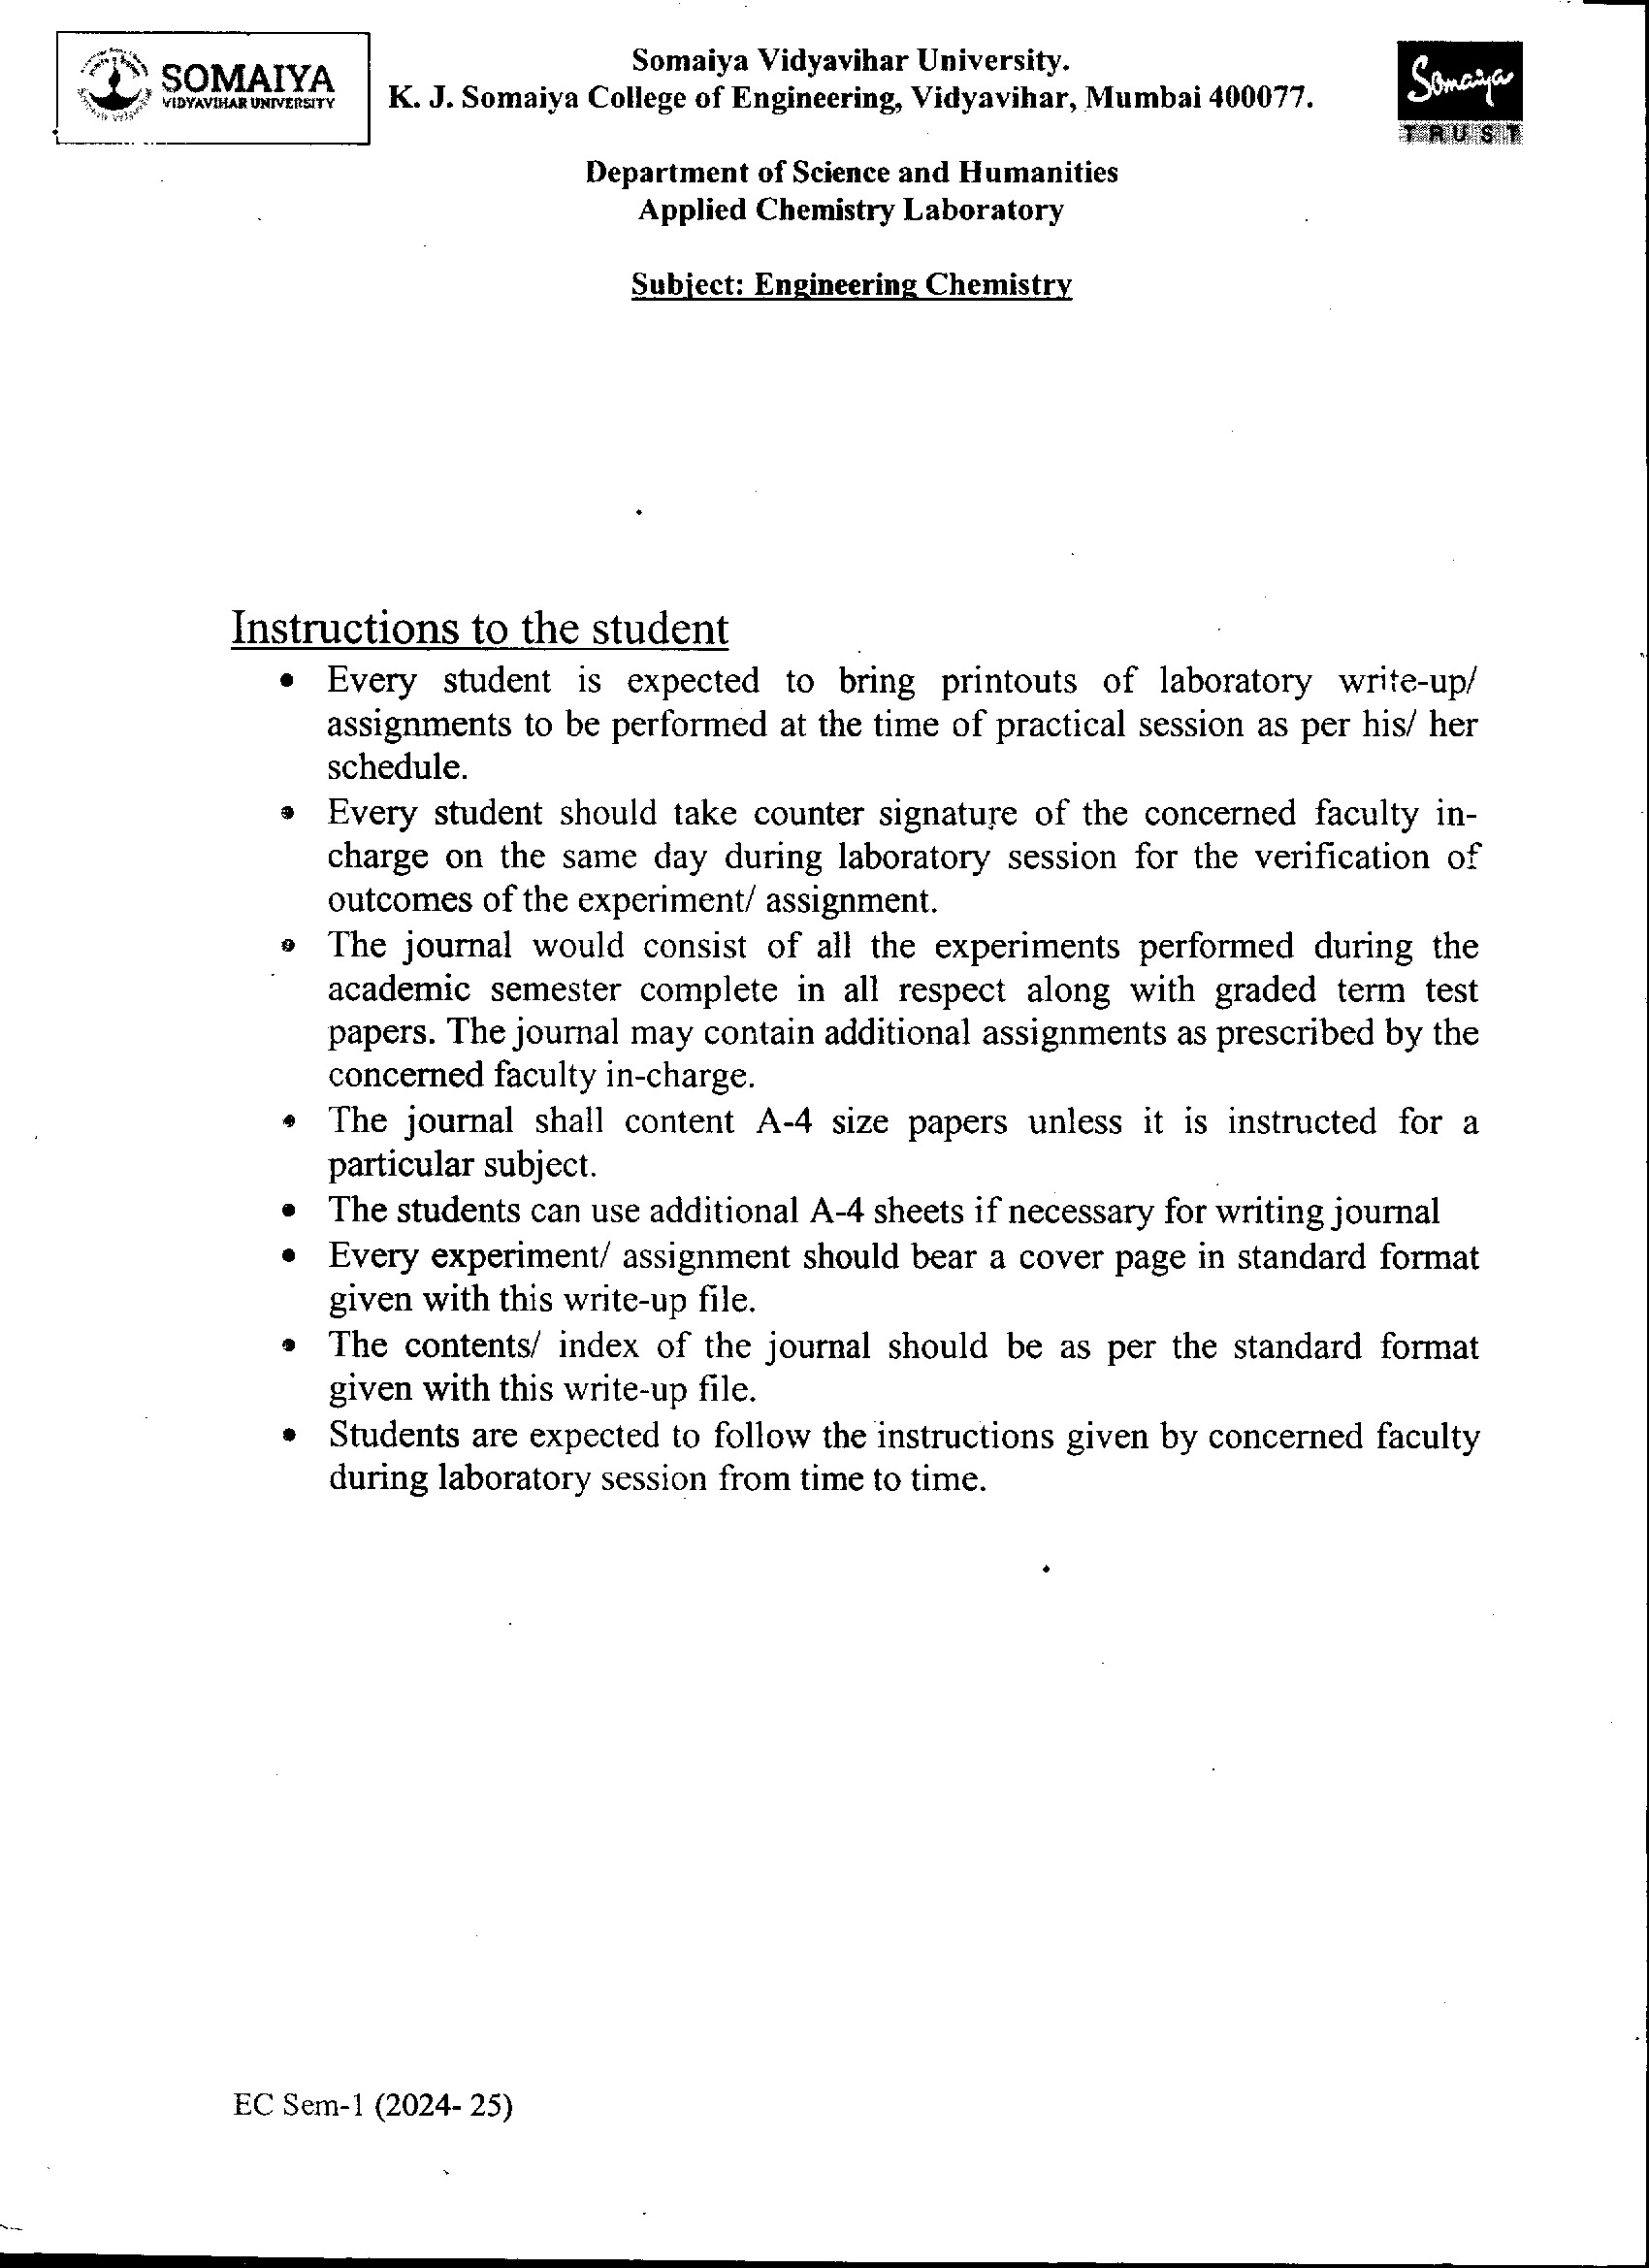 SOMAIYA
VIDYAVIHAR UNIVERSITY
Somaiya Vidyavihar University.
K. J. Somaiya College of Engineering, Vidyavihar, Mumbai 400077.
Somaiya
TRUST
Department of Science and Humanities
Applied Chemistry Laboratory
Subject: Engineering Chemistry
Instructions to the student
• Every student is expected to bring printouts of laboratory write-up/
assignments to be performed at the time of practical session as per his/ her
schedule.
• Every student should take counter signature of the concerned faculty in-
charge on the same day during laboratory session for the verification of
outcomes of the experiment/ assignment.
• The journal would consist of all the experiments performed during the
academic semester complete in all respect along with graded term test
papers. The journal may contain additional assignments as prescribed by the
concerned faculty in-charge.
• The journal shall content A-4 size papers unless it is instructed for a
particular subject.
• The students can use additional A-4 sheets if necessary for writing journal
• Every experiment/ assignment should bear a cover page in standard format
given with this write-up file.
• The contents/ index of the journal should be as per the standard format
given with this write-up file.
• Students are expected to follow the instructions given by concerned faculty
during laboratory session from time to time.
EC Sem-1 (2024- 25)